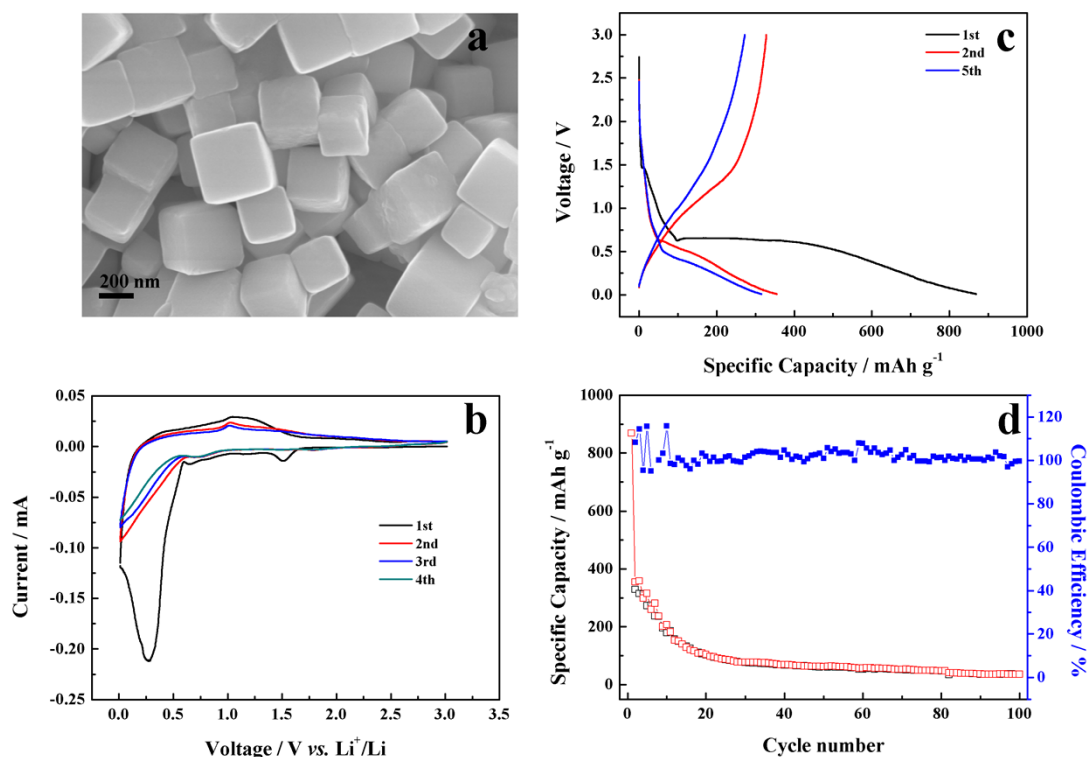 a
200 nm
c
1st
2nd
5th
3.0
2.5
2.0
1.5
1.0
0.5
0.0
Voltage / V
0 200 400 600 800 1000
Specific Capacity / mAh g⁻¹
b
0.05
0.00
-0.05
-0.10
-0.15
-0.20
-0.25
Current / mA
1st
2nd
3rd
4th
0.0 0.5 1.0 1.5 2.0 2.5 3.0 3.5
Voltage / V vs. Li⁺/Li
d
1000
800
600
400
200
0
Specific Capacity / mAh g⁻¹
120
100
80
60
40
20
0
Coulombic Efficiency / %
0 20 40 60 80 100
Cycle number